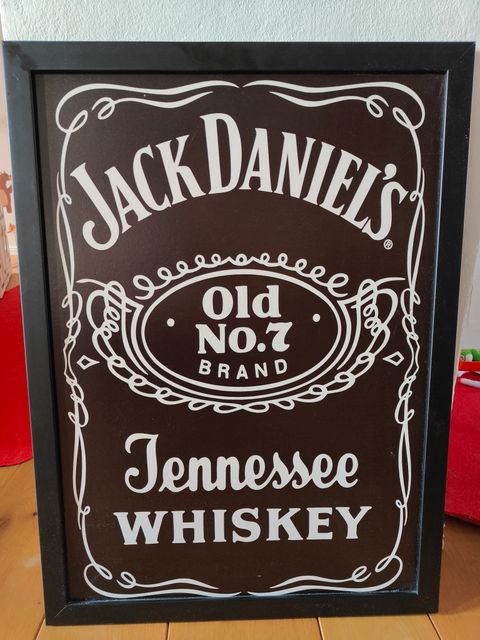 JACK DANIEL'S®
Old
No.7
BRAND
Tennessee
WHISKEY